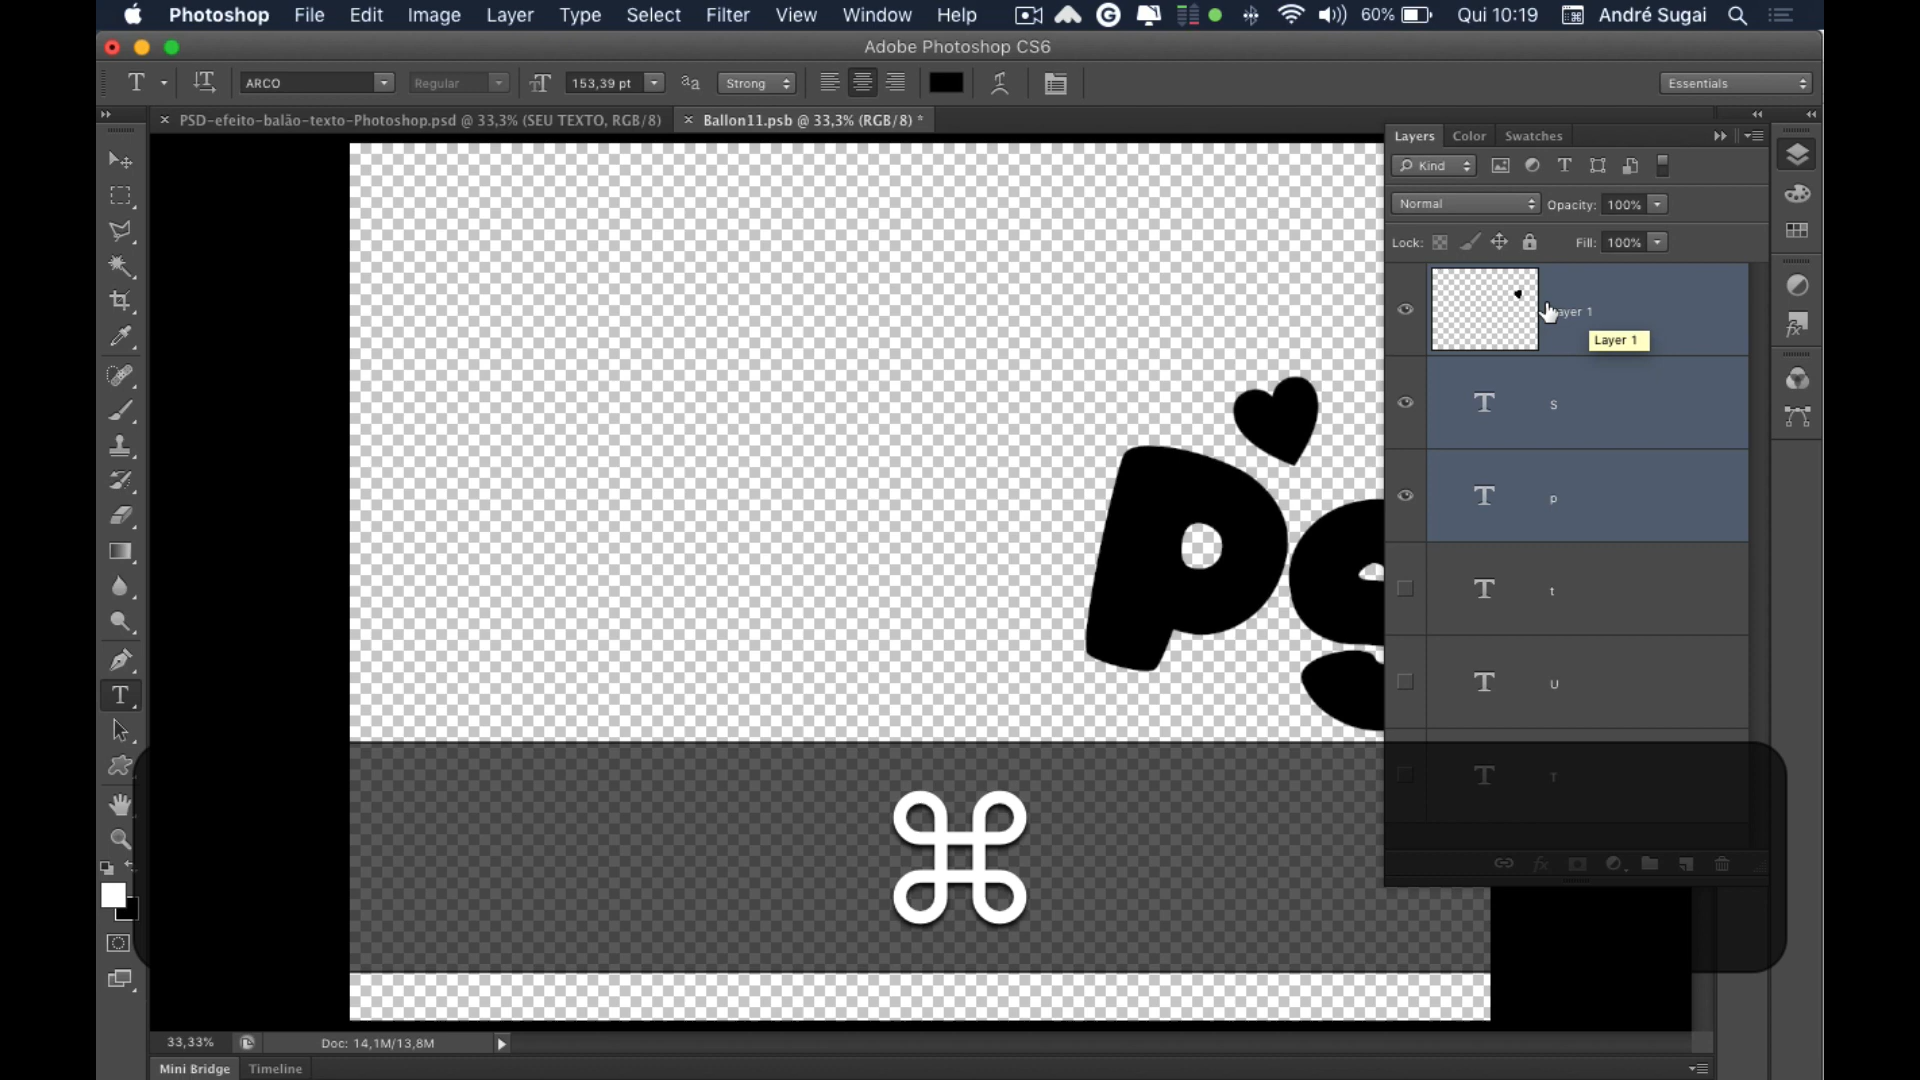 Photoshop File Edit Image Layer Type Select Filter View Window Help 60% Qui 10:19 André Sugai
Adobe Photoshop CS6
T ARCO Regular 153,39 pt aa Strong Essentials
PSD-efeito-balão-texto-Photoshop.psd @ 33,3% (SEU TEXTO, RGB/8) Ballon11.psb @ 33,3% (RGB/8) *
Layers Color Swatches
Kind
Normal Opacity: 100%
Lock: Fill: 100%
Layer 1
Layer 1
T S
T p
T t
T U
T T
⌘
33,33% Doc: 14,1M/13,8M
Mini Bridge Timeline